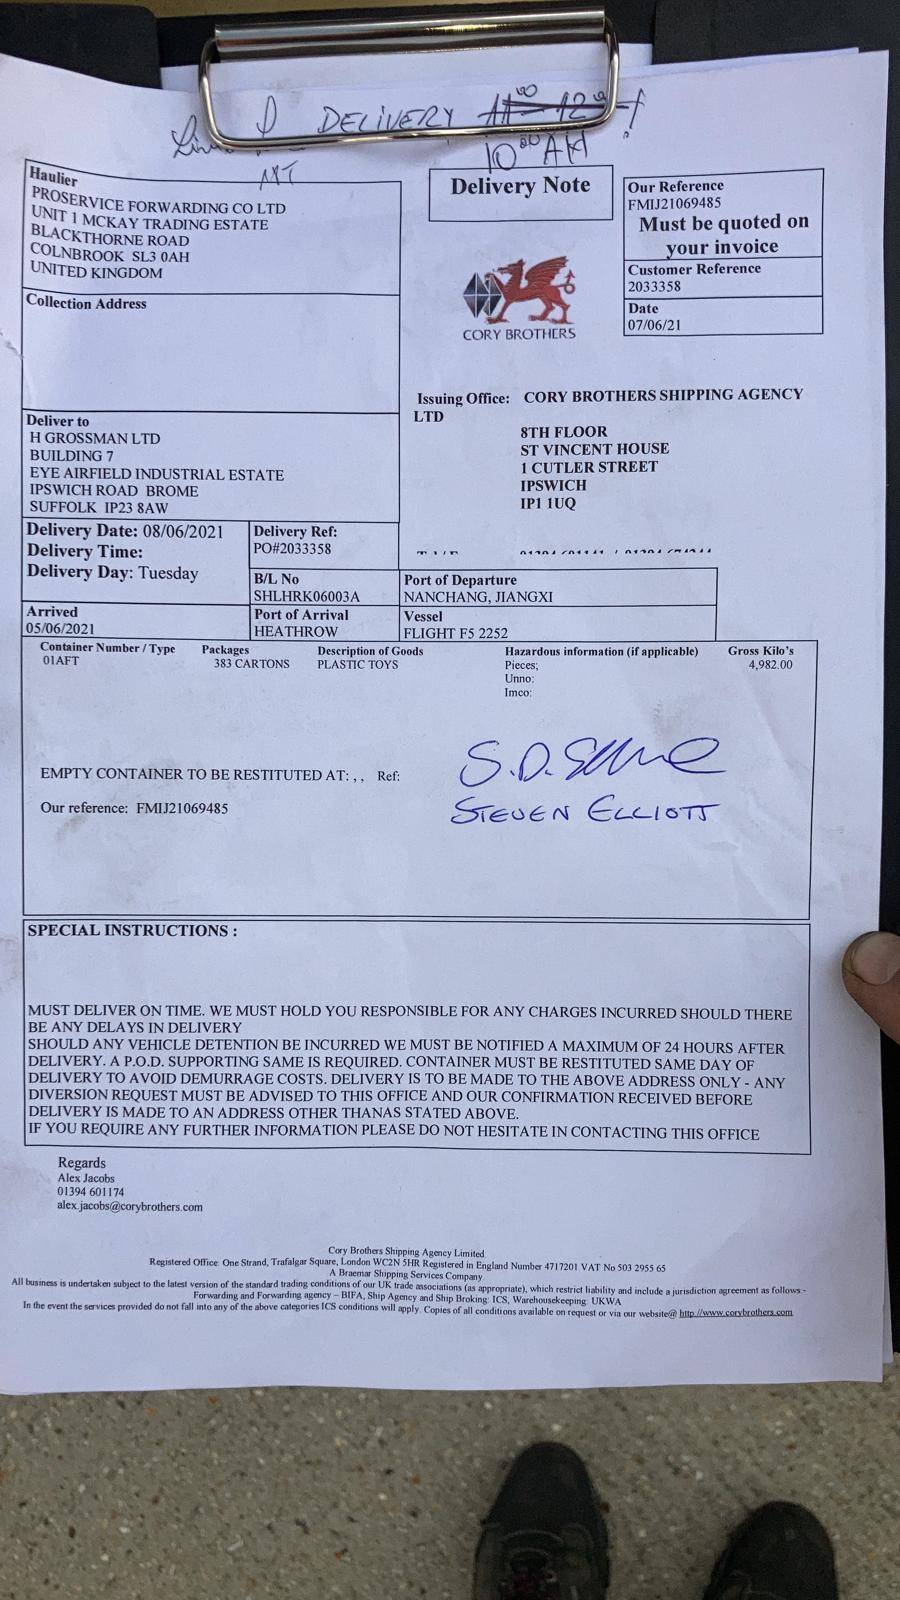 DELIVERY 1100 - 1200
10:00 AM
Delivery Note
Haulier
PROSERVICE FORWARDING CO LTD
UNIT 1 MCKAY TRADING ESTATE
BLACKTHORNE ROAD
COLNBROOK SL3 0AH
UNITED KINGDOM
Our Reference
FMIJ21069485
Must be quoted on
your invoice
Customer Reference
2033358
Date
07/06/21
Collection Address
CORY BROTHERS
Issuing Office: CORY BROTHERS SHIPPING AGENCY
LTD
8TH FLOOR
ST VINCENT HOUSE
1 CUTLER STREET
IPSWICH
IP1 1UQ
Deliver to
H GROSSMAN LTD
BUILDING 7
EYE AIRFIELD INDUSTRIAL ESTATE
IPSWICH ROAD BROME
SUFFOLK IP23 8AW
Delivery Date: 08/06/2021
Delivery Time:
Delivery Day: Tuesday
Delivery Ref:
PO#2033358
B/L No
SHLHRK06003A
Port of Departure
NANCHANG, JIANGXI
Arrived
05/06/2021
Port of Arrival
HEATHROW
Vessel
FLIGHT F5 2252
Container Number / Type Packages Description of Goods Hazardous information (if applicable) Gross Kilo's
01AFT 383 CARTONS PLASTIC TOYS Pieces; 4,982.00
Unno:
Imco:
EMPTY CONTAINER TO BE RESTITUTED AT: , , Ref:
STEVEN ELLIOTT
Our reference: FMIJ21069485
SPECIAL INSTRUCTIONS :
MUST DELIVER ON TIME. WE MUST HOLD YOU RESPONSIBLE FOR ANY CHARGES INCURRED SHOULD THERE
BE ANY DELAYS IN DELIVERY
SHOULD ANY VEHICLE DETENTION BE INCURRED WE MUST BE NOTIFIED A MAXIMUM OF 24 HOURS AFTER
DELIVERY. A P.O.D. SUPPORTING SAME IS REQUIRED. CONTAINER MUST BE RESTITUTED SAME DAY OF
DELIVERY TO AVOID DEMURRAGE COSTS. DELIVERY IS TO BE MADE TO THE ABOVE ADDRESS ONLY - ANY
DIVERSION REQUEST MUST BE ADVISED TO THIS OFFICE AND OUR CONFIRMATION RECEIVED BEFORE
DELIVERY IS MADE TO AN ADDRESS OTHER THANAS STATED ABOVE.
IF YOU REQUIRE ANY FURTHER INFORMATION PLEASE DO NOT HESITATE IN CONTACTING THIS OFFICE
Regards
Alex Jacobs
01394 601174
alex.jacobs@corybrothers.com
Cory Brothers Shipping Agency Limited
Registered Office: One Strand, Trafalgar Square, London WC2N 5HR Registered in England Number 4717201 VAT No 503 2955 65
A Braemar Shipping Services Company
All business is undertaken subject to the latest version of the standard trading conditions of our UK trade associations (as appropriate), which restrict liability and include a jurisdiction agreement as follows:-
Forwarding and Forwarding agency – BIFA, Ship Agency and Ship Broking: ICS, Warehousekeeping: UKWA
In the event the services provided do not fall into any of the above categories ICS conditions will apply. Copies of all conditions available on request or via our website@ http://www.corybrothers.com